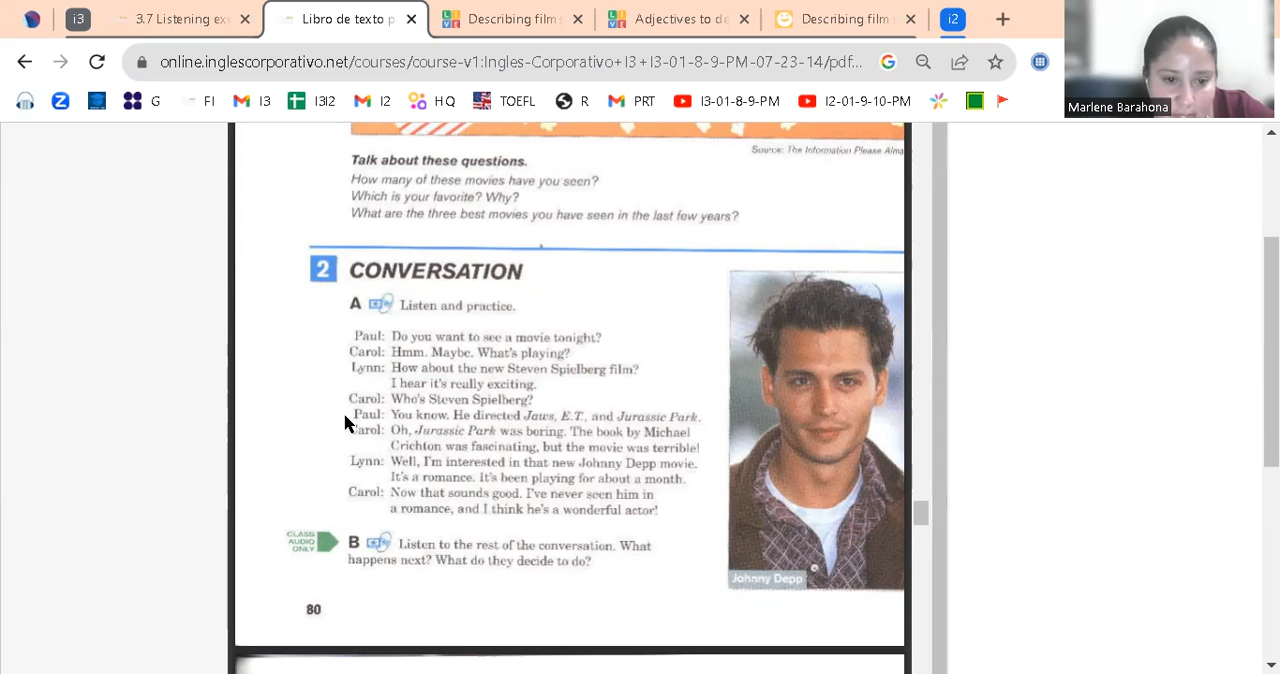 i3
3.7 Listening ex
Libro de texto p
Describing film
Adjectives to de
Describing film
i2
online.inglescorporativo.net/courses/course-v1:Ingles-Corporativo+I3+I3-01-8-9-PM-07-23-14/pdf...
G
FI
I3
I3I2
I2
HQ
TOEFL
R
PRT
I3-01-8-9-PM
I2-01-9-10-PM
Marlene Barahona
Source: The Information Please Alma
Talk about these questions.
How many of these movies have you seen?
Which is your favorite? Why?
What are the three best movies you have seen in the last few years?
2 CONVERSATION
A Listen and practice.
Paul: Do you want to see a movie tonight?
Carol: Hmm. Maybe. What's playing?
Lynn: How about the new Steven Spielberg film?
I hear it's really exciting.
Carol: Who's Steven Spielberg?
Paul: You know. He directed Jaws, E.T., and Jurassic Park.
arol: Oh, Jurassic Park was boring. The book by Michael
Crichton was fascinating, but the movie was terrible!
Lynn: Well, I'm interested in that new Johnny Depp movie.
It's a romance. It's been playing for about a month.
Carol: Now that sounds good. I've never seen him in
a romance, and I think he's a wonderful actor!
CLASS
AUDIO
ONLY
B Listen to the rest of the conversation. What
happens next? What do they decide to do?
Johnny Depp
80